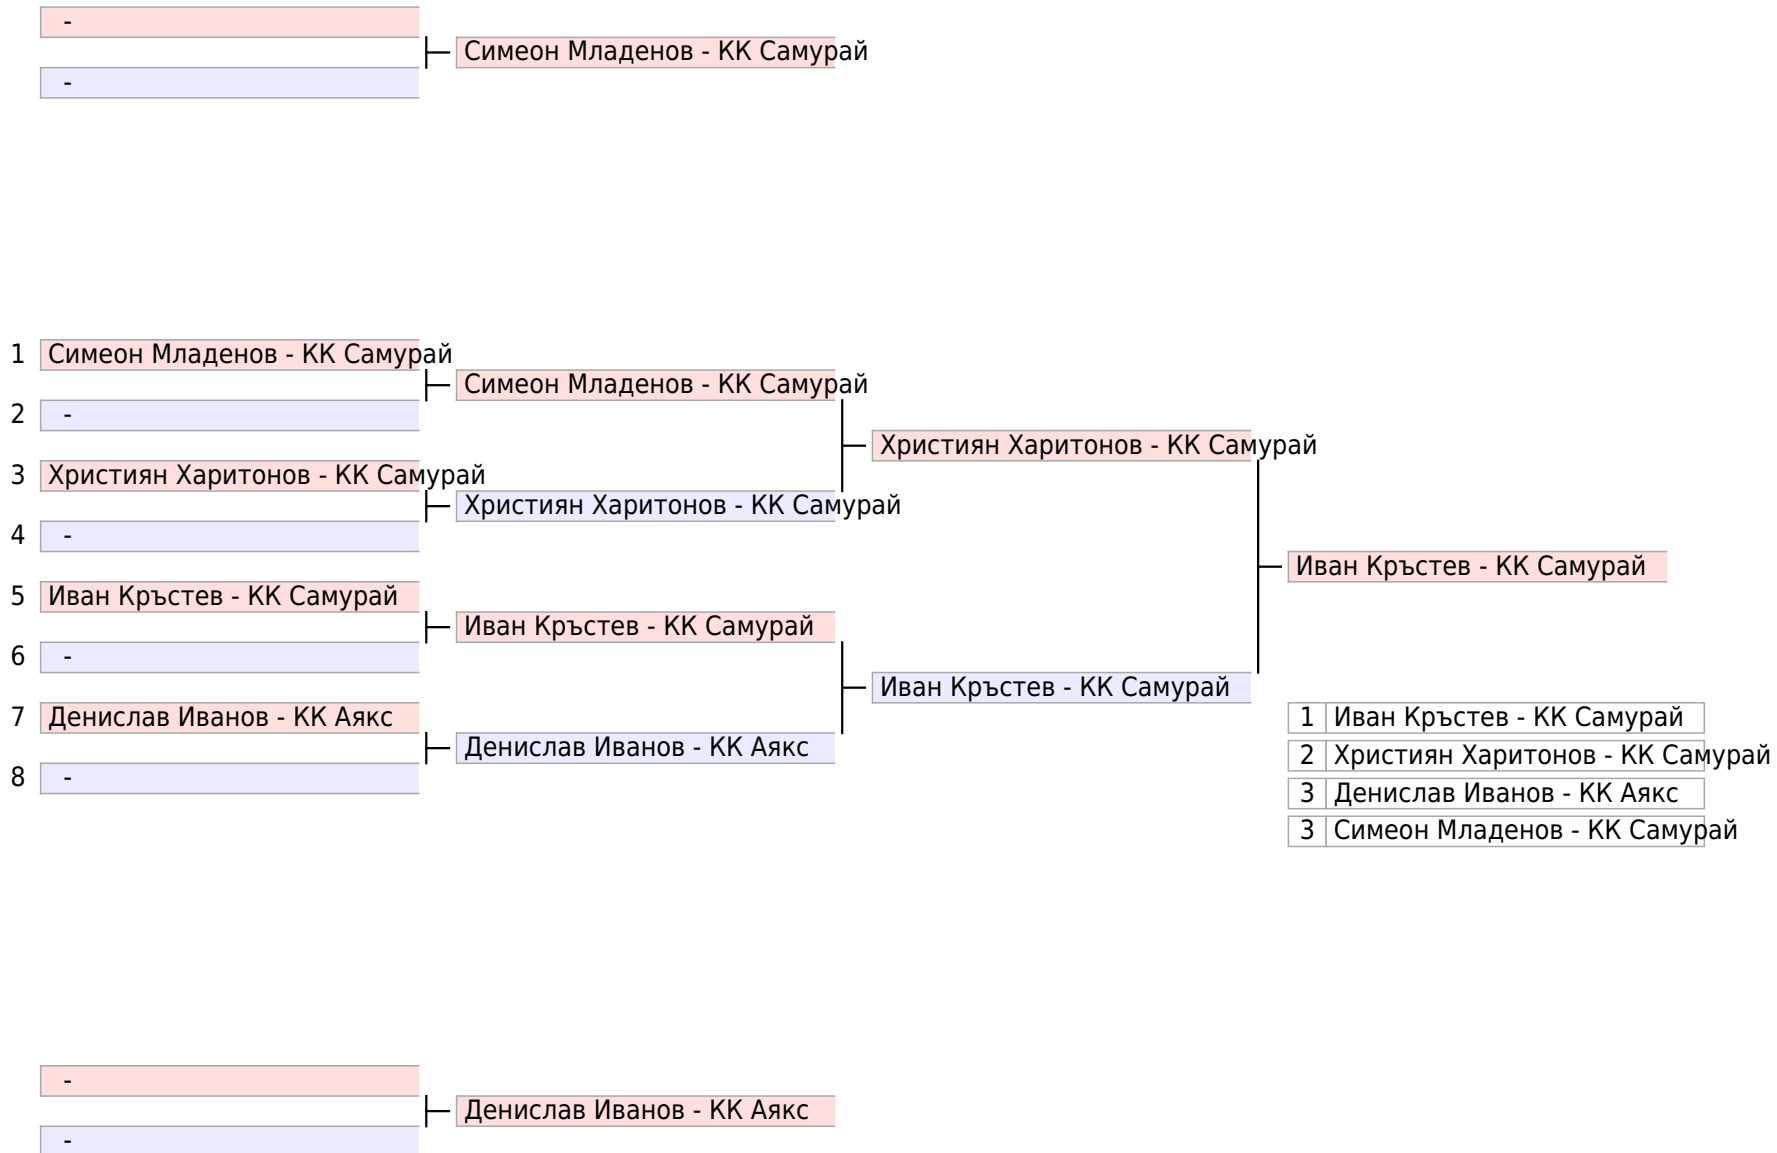 -
Симеон Младенов - КК Самурай
-
1 Симеон Младенов - КК Самурай
Симеон Младенов - КК Самурай
2 -
Християн Харитонов - КК Самурай
3 Християн Харитонов - КК Самурай
Християн Харитонов - КК Самурай
4 -
Иван Кръстев - КК Самурай
5 Иван Кръстев - КК Самурай
Иван Кръстев - КК Самурай
6 -
Иван Кръстев - КК Самурай
7 Денислав Иванов - КК Аякс
Денислав Иванов - КК Аякс
8 -
1 Иван Кръстев - КК Самурай
2 Християн Харитонов - КК Самурай
3 Денислав Иванов - КК Аякс
3 Симеон Младенов - КК Самурай
-
Денислав Иванов - КК Аякс
-